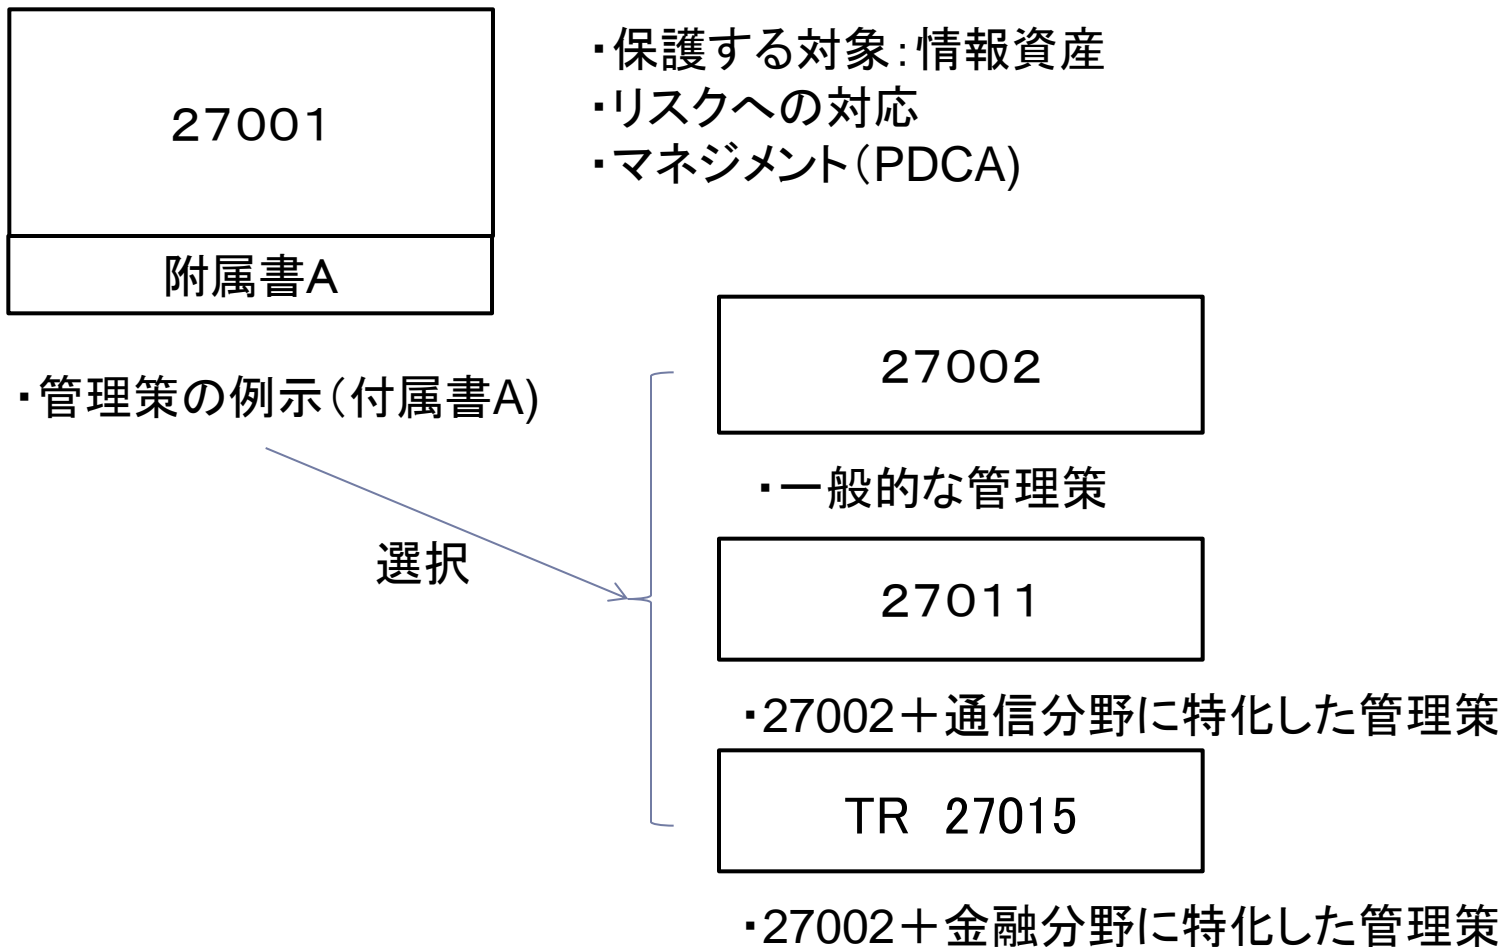 ２７００１
・保護する対象：情報資産
・リスクへの対応
・マネジメント（PDCA)
附属書A
・管理策の例示（付属書A)
選択
２７００２
・一般的な管理策
２７０１１
・27002＋通信分野に特化した管理策
TR　27015
・27002＋金融分野に特化した管理策